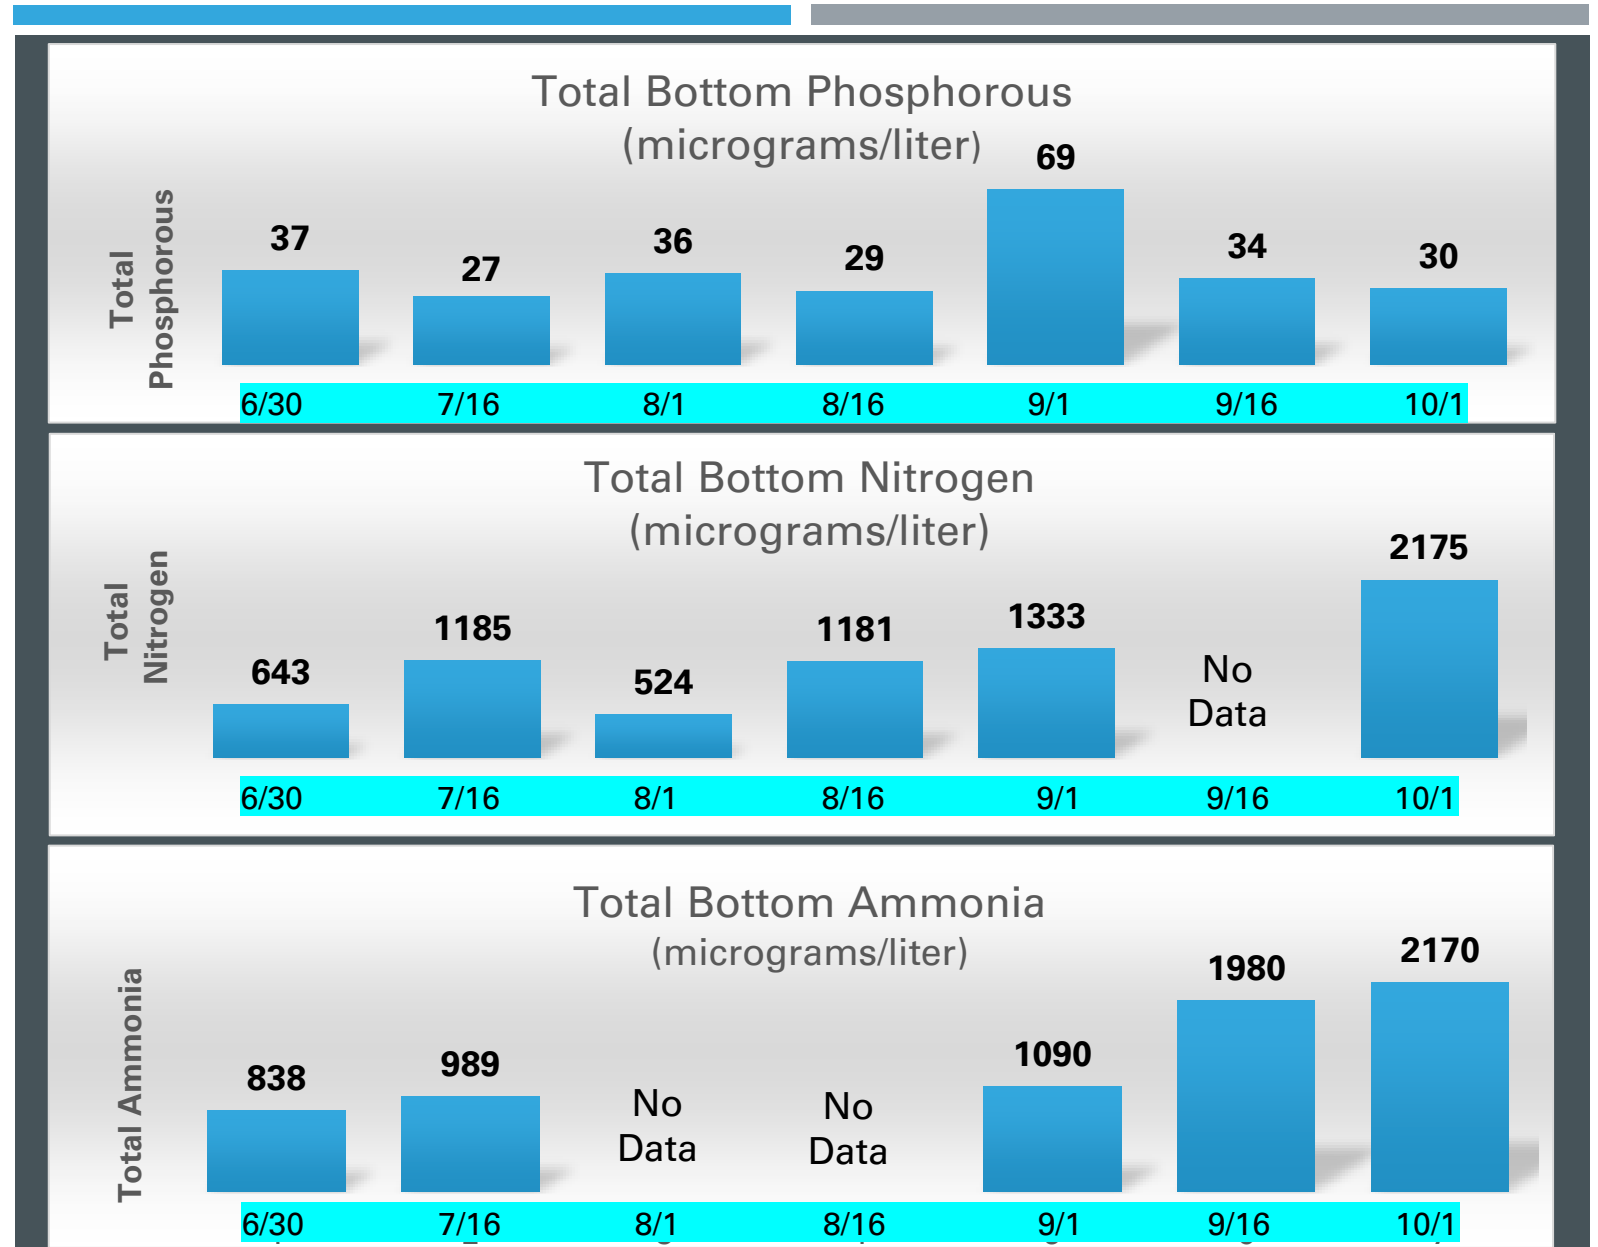 Total Bottom Phosphorous
(micrograms/liter)
Total
Phosphorous
37
27
36
29
69
34
30
6/30 7/16 8/1 8/16 9/1 9/16 10/1
Total Bottom Nitrogen
(micrograms/liter)
Total
Nitrogen
643
1185
524
1181
1333
No
Data
2175
6/30 7/16 8/1 8/16 9/1 9/16 10/1
Total Bottom Ammonia
(micrograms/liter)
Total Ammonia
838
989
No
Data
No
Data
1090
1980
2170
6/30 7/16 8/1 8/16 9/1 9/16 10/1